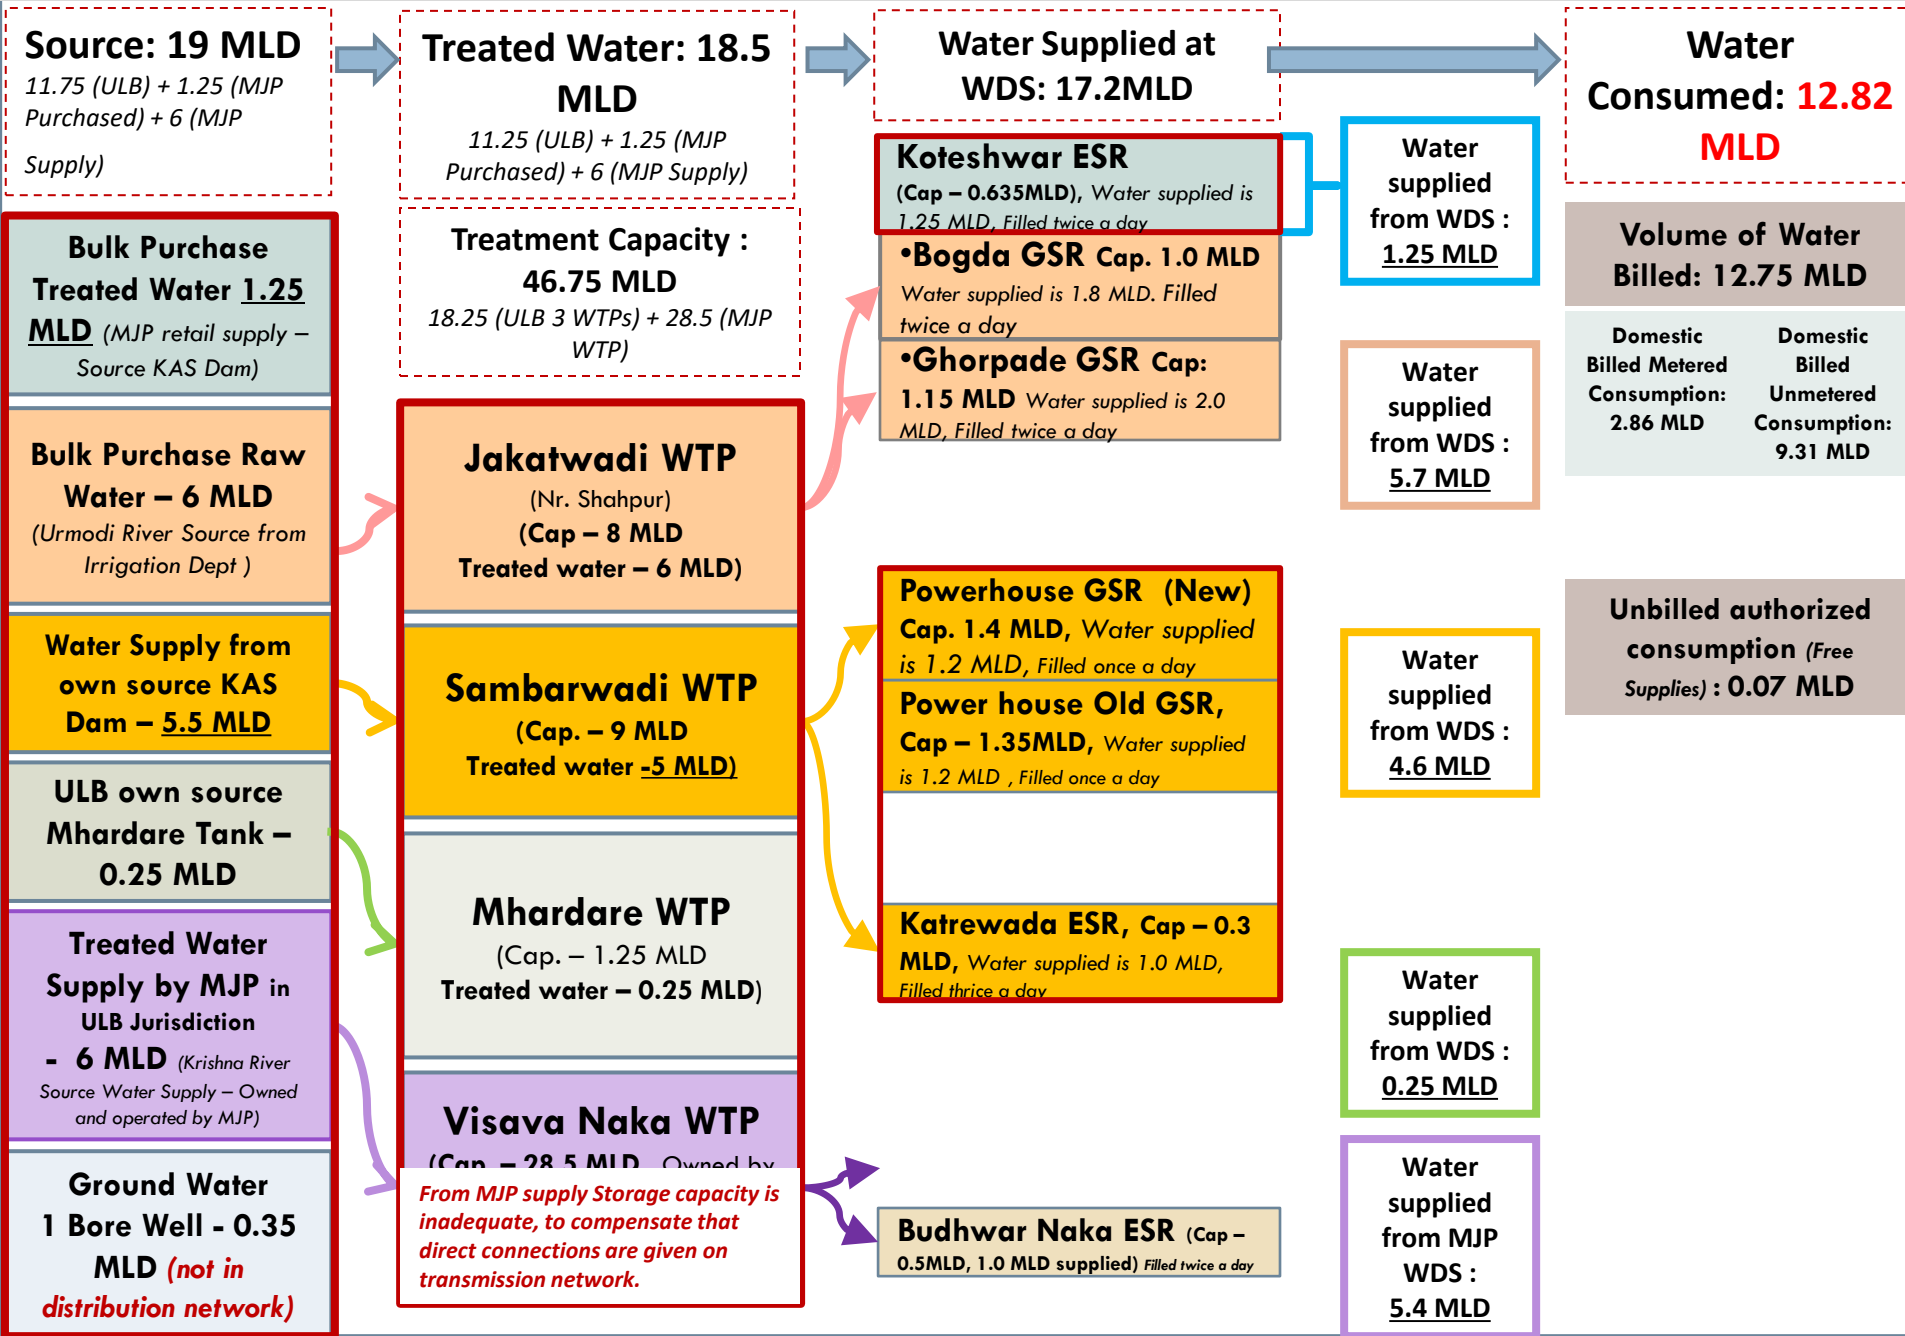 Source: 19 MLD
11.75 (ULB) + 1.25 (MJP
Purchased) + 6 (MJP
Supply)
Treated Water: 18.5
MLD
11.25 (ULB) + 1.25 (MJP
Purchased) + 6 (MJP Supply)
Water Supplied at
WDS: 17.2MLD
Water
Consumed: 12.82
MLD
Bulk Purchase
Treated Water 1.25
MLD (MJP retail supply –
Source KAS Dam)
Bulk Purchase Raw
Water – 6 MLD
(Urmodi River Source from
Irrigation Dept )
Water Supply from
own source KAS
Dam – 5.5 MLD
ULB own source
Mhardare Tank –
0.25 MLD
Treated Water
Supply by MJP in
ULB Jurisdiction
- 6 MLD (Krishna River
Source Water Supply – Owned
and operated by MJP)
Ground Water
1 Bore Well - 0.35
MLD (not in
distribution network)
Treatment Capacity :
46.75 MLD
18.25 (ULB 3 WTPs) + 28.5 (MJP
WTP)
Jakatwadi WTP
(Nr. Shahpur)
(Cap – 8 MLD
Treated water – 6 MLD)
Sambarwadi WTP
(Cap. – 9 MLD
Treated water -5 MLD)
Mhardare WTP
(Cap. – 1.25 MLD
Treated water – 0.25 MLD)
Visava Naka WTP
(Cap. – 28.5 MLD Owned by
From MJP supply Storage capacity is
inadequate, to compensate that
direct connections are given on
transmission network.
Koteshwar ESR
(Cap – 0.635MLD), Water supplied is
1.25 MLD, Filled twice a day
•Bogda GSR Cap. 1.0 MLD
Water supplied is 1.8 MLD. Filled
twice a day
•Ghorpade GSR Cap:
1.15 MLD Water supplied is 2.0
MLD, Filled twice a day
Powerhouse GSR (New)
Cap. 1.4 MLD, Water supplied
is 1.2 MLD, Filled once a day
Power house Old GSR,
Cap – 1.35MLD, Water supplied
is 1.2 MLD , Filled once a day
Katrewada ESR, Cap – 0.3
MLD, Water supplied is 1.0 MLD,
Filled thrice a day
Budhwar Naka ESR (Cap –
0.5MLD, 1.0 MLD supplied) Filled twice a day
Water
supplied
from WDS :
1.25 MLD
Water
supplied
from WDS :
5.7 MLD
Water
supplied
from WDS :
4.6 MLD
Water
supplied
from WDS :
0.25 MLD
Water
supplied
from MJP
WDS :
5.4 MLD
Volume of Water
Billed: 12.75 MLD
Domestic
Billed Metered
Consumption:
2.86 MLD
Domestic
Billed
Unmetered
Consumption:
9.31 MLD
Unbilled authorized
consumption (Free
Supplies) : 0.07 MLD